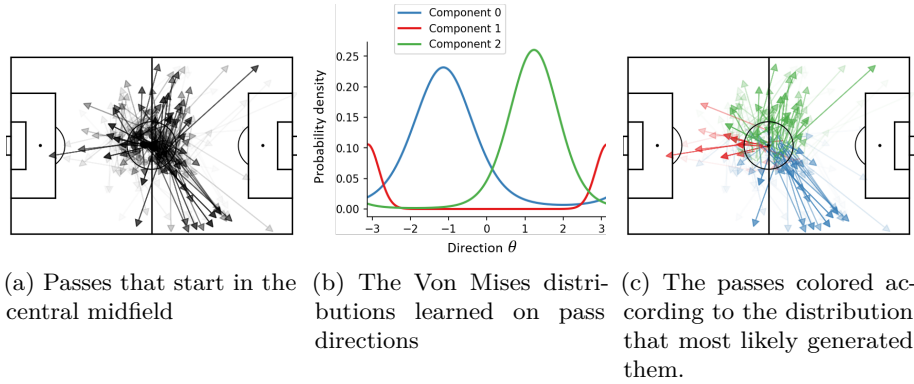 Component 0
Component 1
Component 2
Probability density
0.25
0.20
0.15
0.10
0.05
0.00
−3 −2 −1 0 1 2 3
Direction θ
(a) Passes that start in the
central midfield
(b) The Von Mises distri-
butions learned on pass
directions
(c) The passes colored ac-
cording to the distribution
that most likely generated
them.